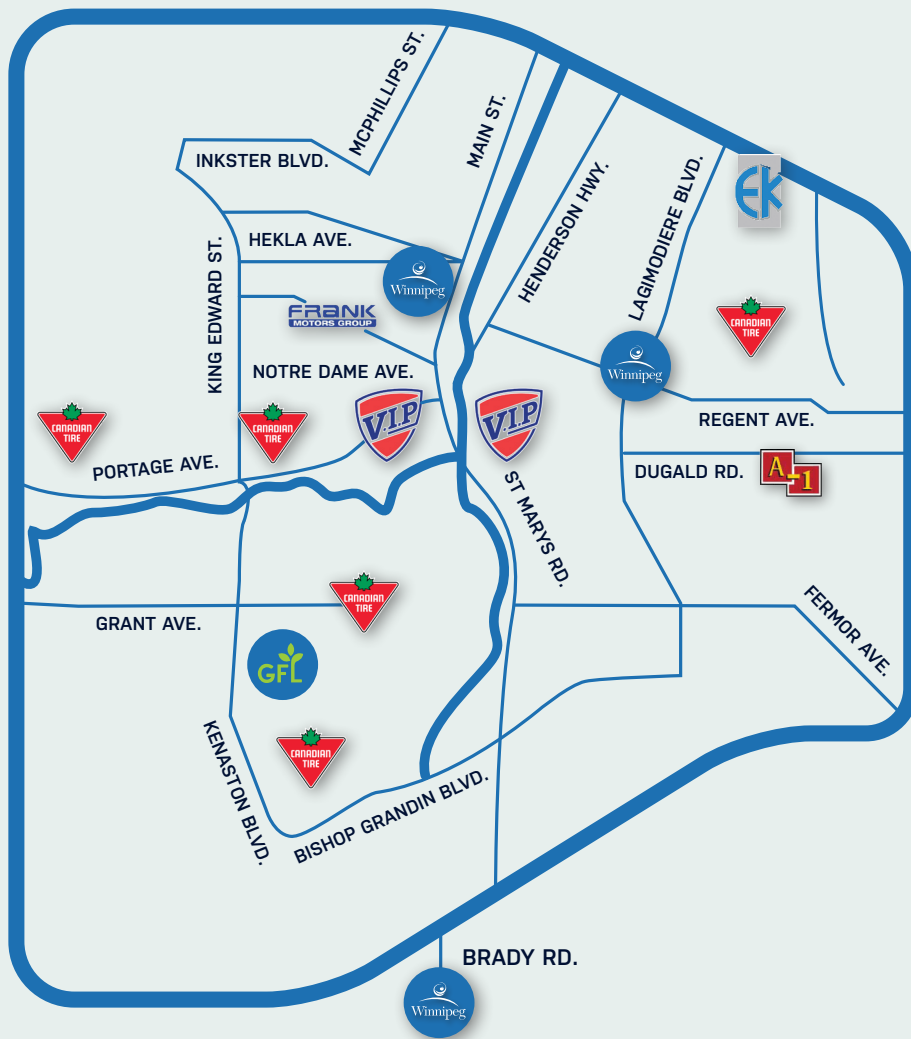 MCPHILLIPS ST.
MAIN ST.
INKSTER BLVD.
HENDERSON HWY.
LAGIMODIERE BLVD.
EK
HEKLA AVE.
KING EDWARD ST.
Winnipeg
FRANK
MOTORS GROUP
CANADIAN
TIRE
Winnipeg
NOTRE DAME AVE.
V.I.P
V.I.P
REGENT AVE.
CANADIAN
TIRE
CANADIAN
TIRE
PORTAGE AVE.
DUGALD RD.
A-1
ST MARYS RD.
CANADIAN
TIRE
GRANT AVE.
FERMOR AVE.
GFL
CANADIAN
TIRE
KENASTON BLVD.
BISHOP GRANDIN BLVD.
BRADY RD.
Winnipeg